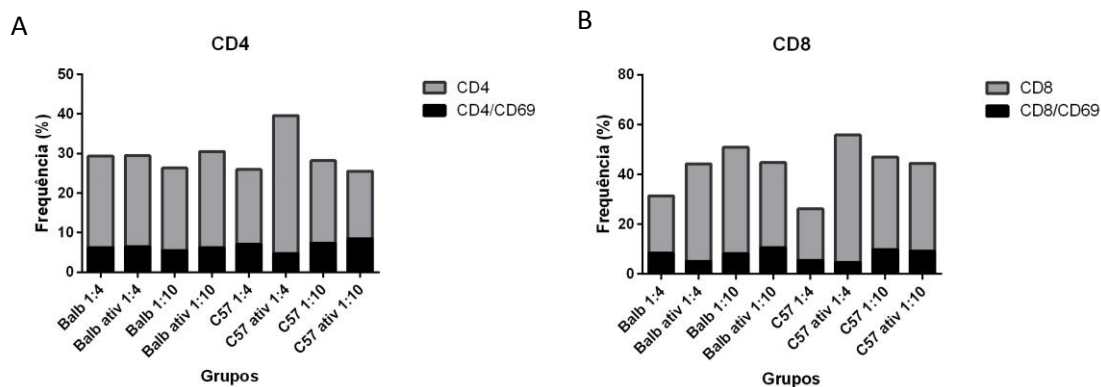 A
CD4
Frequência (%)
50
40
30
20
10
0
Balb 1:4
Balb ativ 1:4
Balb 1:10
Balb ativ 1:10
C57 1:4
C57 ativ 1:4
C57 1:10
C57 ativ 1:10
Grupos
CD4
CD4/CD69
B
CD8
Frequência (%)
80
60
40
20
0
Balb 1:4
Balb ativ 1:4
Balb 1:10
Balb ativ 1:10
C57 1:4
C57 ativ 1:4
C57 1:10
C57 ativ 1:10
Grupos
CD8
CD8/CD69